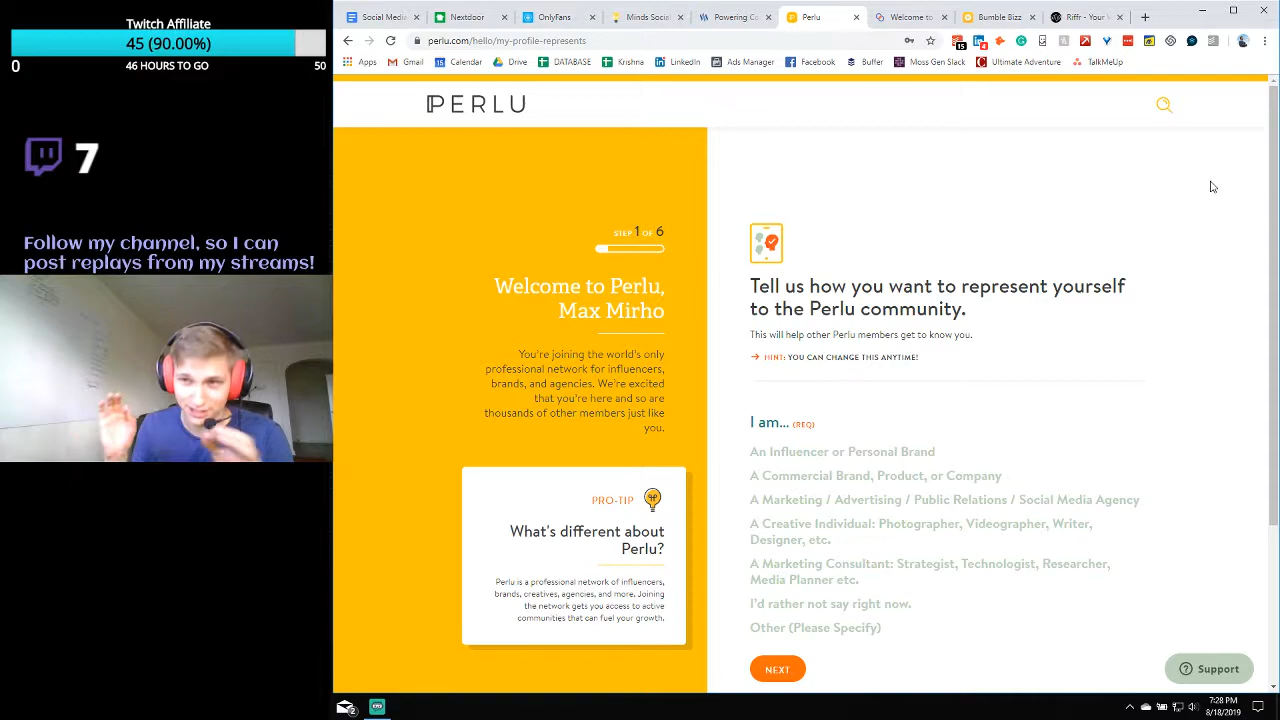 Twitch Affiliate
45 (90.00%)
0
46 HOURS TO GO
50
7
Follow my channel, so I can
post replays from my streams!
Social Media
Nextdoor
OnlyFans
Minds Soci
Powering C
Perlu
Welcome to
Bumble Bizz
Riffr - Your
perlu.com/hello/my-profile-represents
15
4
Apps
Gmail
Calendar
Drive
DATABASE
Krishna
LinkedIn
Ad Manager
Facebook
Buffer
Moss Gen Slack
Ultimate Adventure
TalkMeUp
PERLU
STEP 1 OF 6
Welcome to Perlu,
Max Mirho
You're joining the world's only
professional network for influencers,
brands, and agencies. We're excited
that you're here and so are
thousands of other members just like
you.
PRO-TIP
What's different about
Perlu?
Perlu is a professional network of influencers,
brands, creatives, agencies, and more. Joining
the network gets you access to active
communities that can fuel your growth.
Tell us how you want to represent yourself
to the Perlu community.
This will help other Perlu members get to know you.
HINT: YOU CAN CHANGE THIS ANYTIME!
I am... (REQ)
An Influencer or Personal Brand
A Commercial Brand, Product, or Company
A Marketing / Advertising / Public Relations / Social Media Agency
A Creative Individual: Photographer, Videographer, Writer,
Designer, etc.
A Marketing Consultant: Strategist, Technologist, Researcher,
Media Planner etc.
I'd rather not say right now.
Other (Please Specify)
NEXT
Support
2
7:28 PM
8/18/2019